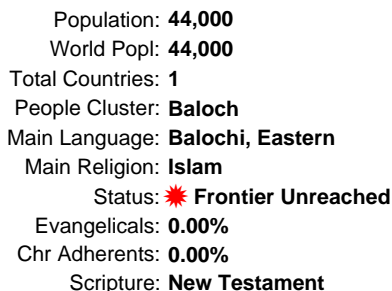 Population: 44,000
World Popl: 44,000
Total Countries: 1
People Cluster: Baloch
Main Language: Balochi, Eastern
Main Religion: Islam
Status: Frontier Unreached
Evangelicals: 0.00%
Chr Adherents: 0.00%
Scripture: New Testament